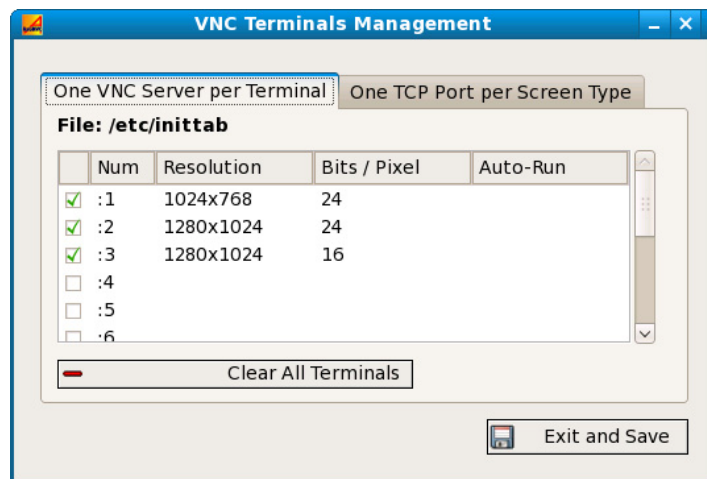 VNC Terminals Management
One VNC Server per Terminal One TCP Port per Screen Type
File: /etc/inittab
Num Resolution Bits / Pixel Auto-Run
:1 1024x768 24
:2 1280x1024 24
:3 1280x1024 16
:4
:5
:6
Clear All Terminals
Exit and Save